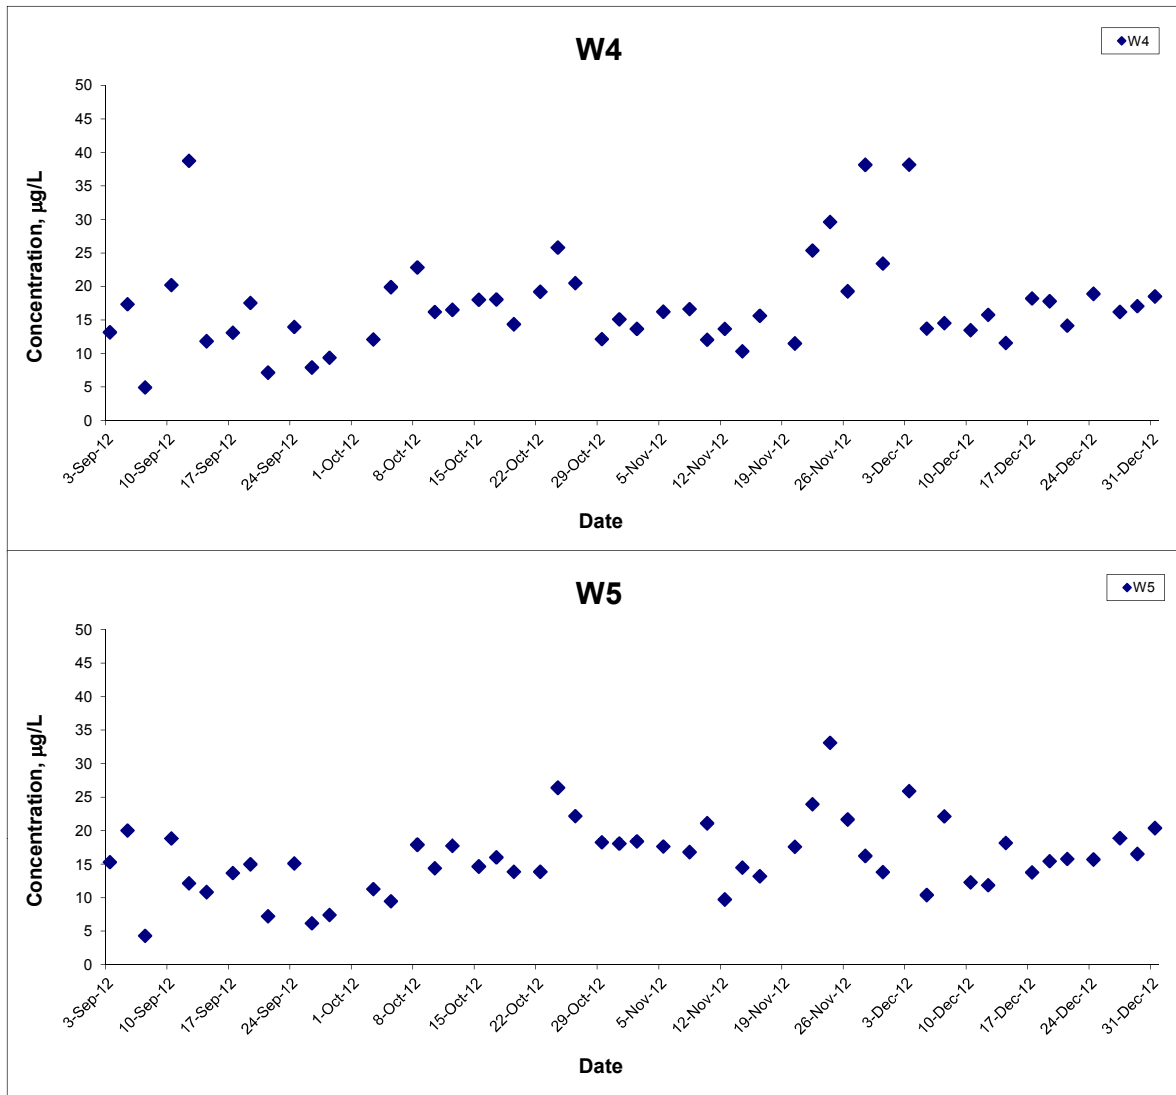 W4
W4
50
45
40
35
30
25
20
15
10
5
0
Concentration, µg/L
3-Sep-12 10-Sep-12 17-Sep-12 24-Sep-12 1-Oct-12 8-Oct-12 15-Oct-12 22-Oct-12 29-Oct-12 5-Nov-12 12-Nov-12 19-Nov-12 26-Nov-12 3-Dec-12 10-Dec-12 17-Dec-12 24-Dec-12 31-Dec-12
Date
W5
W5
50
45
40
35
30
25
20
15
10
5
0
Concentration, µg/L
3-Sep-12 10-Sep-12 17-Sep-12 24-Sep-12 1-Oct-12 8-Oct-12 15-Oct-12 22-Oct-12 29-Oct-12 5-Nov-12 12-Nov-12 19-Nov-12 26-Nov-12 3-Dec-12 10-Dec-12 17-Dec-12 24-Dec-12 31-Dec-12
Date